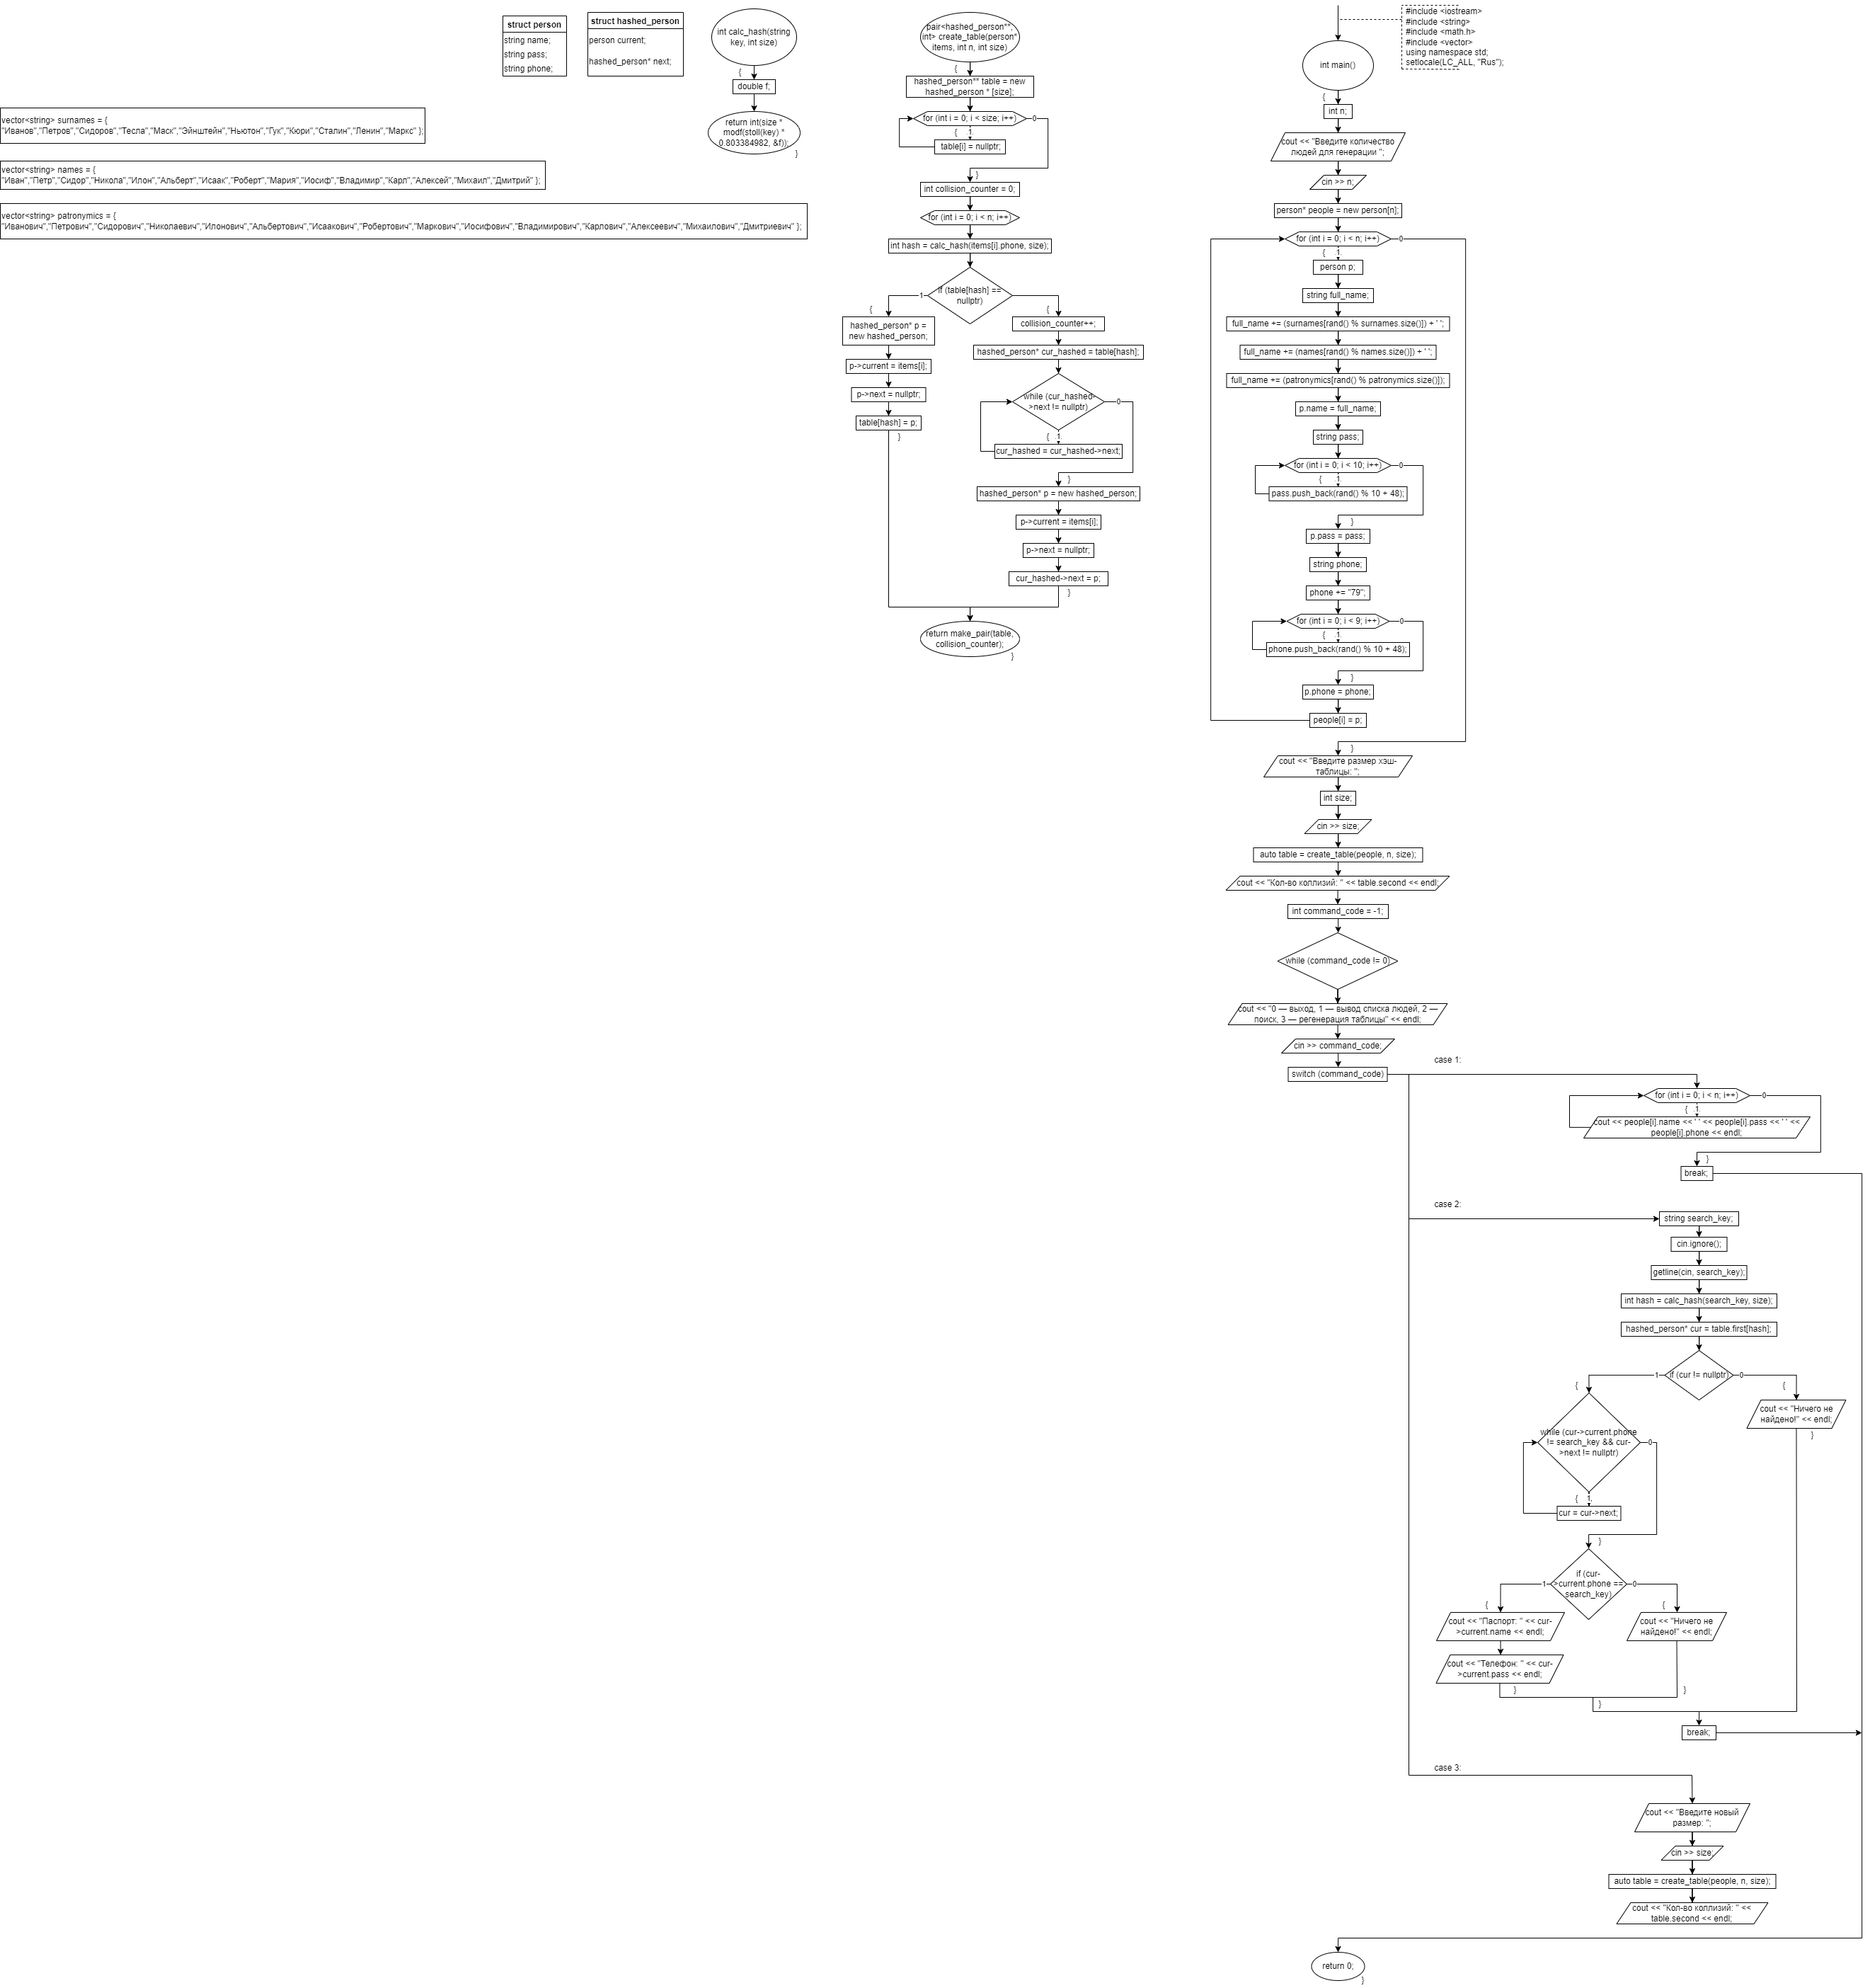 struct person
string name;
string pass;
string phone;
struct hashed_person
person current;
hashed_person* next;
vector<string> surnames = {
"Иванов","Петров","Сидоров","Тесла","Маск","Эйнштейн","Ньютон","Гук","Кюри","Сталин","Ленин","Маркс" };
vector<string> names = {
"Иван","Петр","Сидор","Никола","Илон","Альберт","Исаак","Роберт","Мария","Иосиф","Владимир","Карл","Алексей","Михаил","Дмитрий" };
vector<string> patronymics = {
"Иванович","Петрович","Сидорович","Николаевич","Илонович","Альбертович","Исаакович","Робертович","Маркович","Иосифович","Владимирович","Карлович","Алексеевич","Михаилович","Дмитриевич" };
int calc_hash(string
key, int size)
{
double f;
return int(size *
modf(stoll(key) *
0.803384982, &f));
}
pair<hashed_person**,
int> create_table(person*
items, int n, int size)
{
hashed_person** table = new
hashed_person * [size];
for (int i = 0; i < size; i++)
0
{ 1
table[i] = nullptr;
}
int collision_counter = 0;
for (int i = 0; i < n; i++)
int hash = calc_hash(items[i].phone, size);
if (table[hash] ==
nullptr)
1
{
hashed_person* p =
new hashed_person;
p->current = items[i];
p->next = nullptr;
table[hash] = p;
}
{
collision_counter++;
hashed_person* cur_hashed = table[hash];
while (cur_hashed-
>next != nullptr)
0
{ 1
cur_hashed = cur_hashed->next;
}
hashed_person* p = new hashed_person;
p->current = items[i];
p->next = nullptr;
cur_hashed->next = p;
}
return make_pair(table,
collision_counter);
}
#include <iostream>
#include <string>
#include <math.h>
#include <vector>
using namespace std;
setlocale(LC_ALL, "Rus");
int main()
{
int n;
cout << "Введите количество
людей для генерации ";
cin >> n;
person* people = new person[n];
for (int i = 0; i < n; i++)
0
{ 1
person p;
string full_name;
full_name += (surnames[rand() % surnames.size()]) + ' ';
full_name += (names[rand() % names.size()]) + ' ';
full_name += (patronymics[rand() % patronymics.size()]);
p.name = full_name;
string pass;
for (int i = 0; i < 10; i++)
0
{ 1
pass.push_back(rand() % 10 + 48);
}
p.pass = pass;
string phone;
phone += "79";
for (int i = 0; i < 9; i++)
0
{ 1
phone.push_back(rand() % 10 + 48);
}
p.phone = phone;
people[i] = p;
}
cout << "Введите размер хэш-
таблицы: ";
int size;
cin >> size;
auto table = create_table(people, n, size);
cout << "Кол-во коллизий: " << table.second << endl;
int command_code = -1;
while (command_code != 0)
cout << "0 — выход, 1 — вывод списка людей, 2 —
поиск, 3 — регенерация таблицы" << endl;
cin >> command_code;
switch (command_code)
case 1:
for (int i = 0; i < n; i++)
0
{ 1
cout << people[i].name << ' ' << people[i].pass << ' ' <<
people[i].phone << endl;
}
break;
case 2:
string search_key;
cin.ignore();
getline(cin, search_key);
int hash = calc_hash(search_key, size);
hashed_person* cur = table.first[hash];
if (cur != nullptr)
1
0
{
{
cout << "Ничего не
найдено!" << endl;
}
while (cur->current.phone
!= search_key && cur-
>next != nullptr)
0
{ 1
cur = cur->next;
}
if (cur-
>current.phone ==
search_key)
1
0
{
{
cout << "Паспорт: " << cur-
>current.name << endl;
cout << "Ничего не
найдено!" << endl;
cout << "Телефон: " << cur-
>current.pass << endl;
}
}
}
break;
case 3:
cout << "Введите новый
размер: ";
cin >> size;
auto table = create_table(people, n, size);
cout << "Кол-во коллизий: " <<
table.second << endl;
return 0;
}